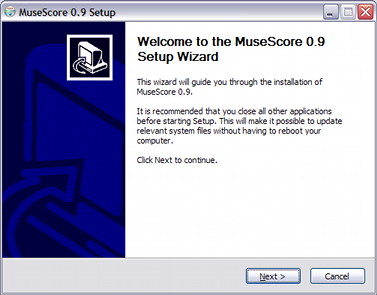 MuseScore 0.9 Setup
Welcome to the MuseScore 0.9
Setup Wizard
This wizard will guide you through the installation of
MuseScore 0.9.
It is recommended that you close all other applications
before starting Setup. This will make it possible to update
relevant system files without having to reboot your
computer.
Click Next to continue.
Next >
Cancel